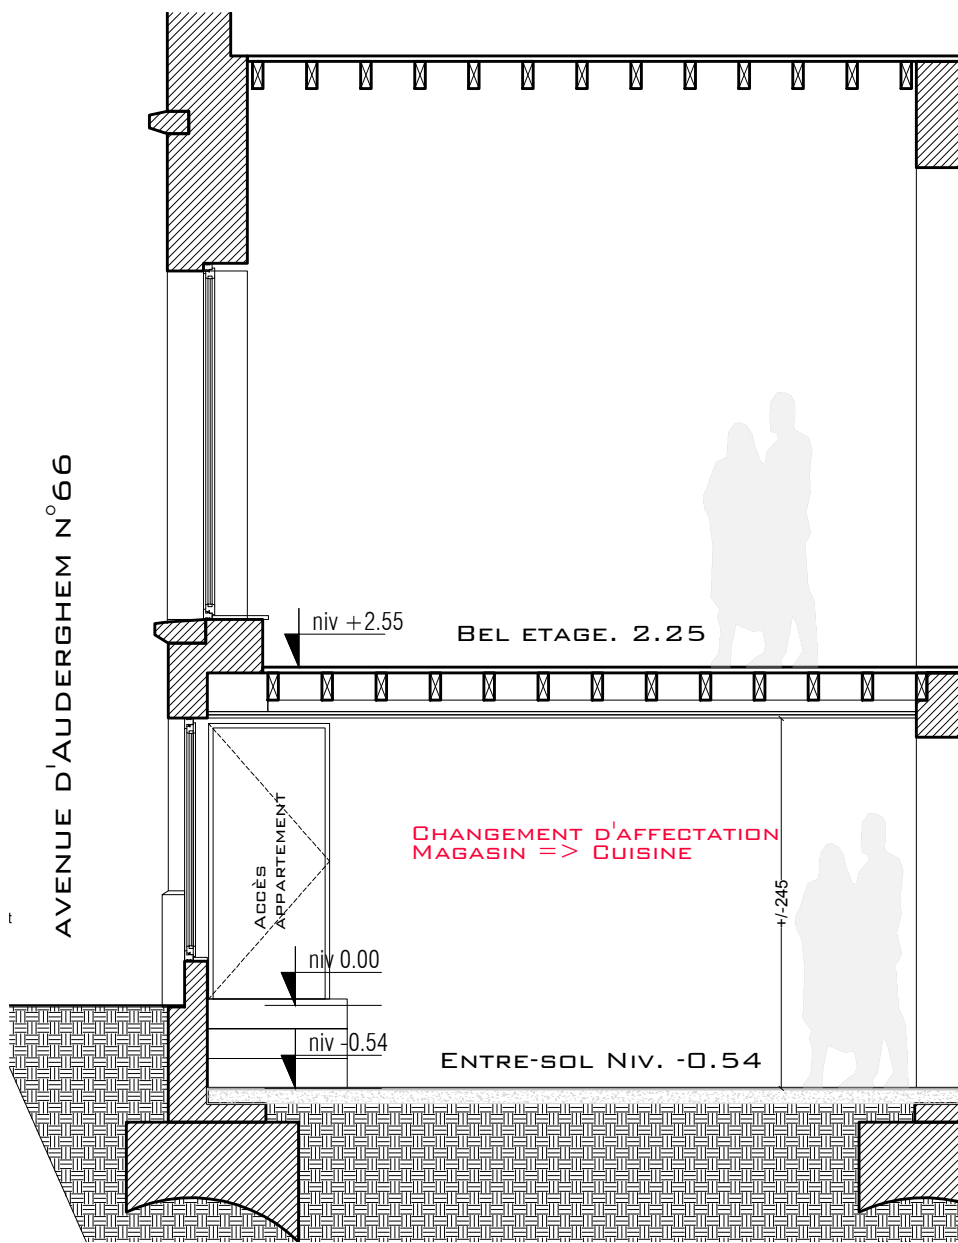 AVENUE D'AUDERGHEM N°66
niv +2.55
BEL ETAGE. 2.25
CHANGEMENT D'AFFECTATION
MAGASIN => CUISINE
ACCÈS
APPARTEMENT
+/-245
t
niv 0.00
niv -0.54
ENTRE-SOL NIV. -0.54